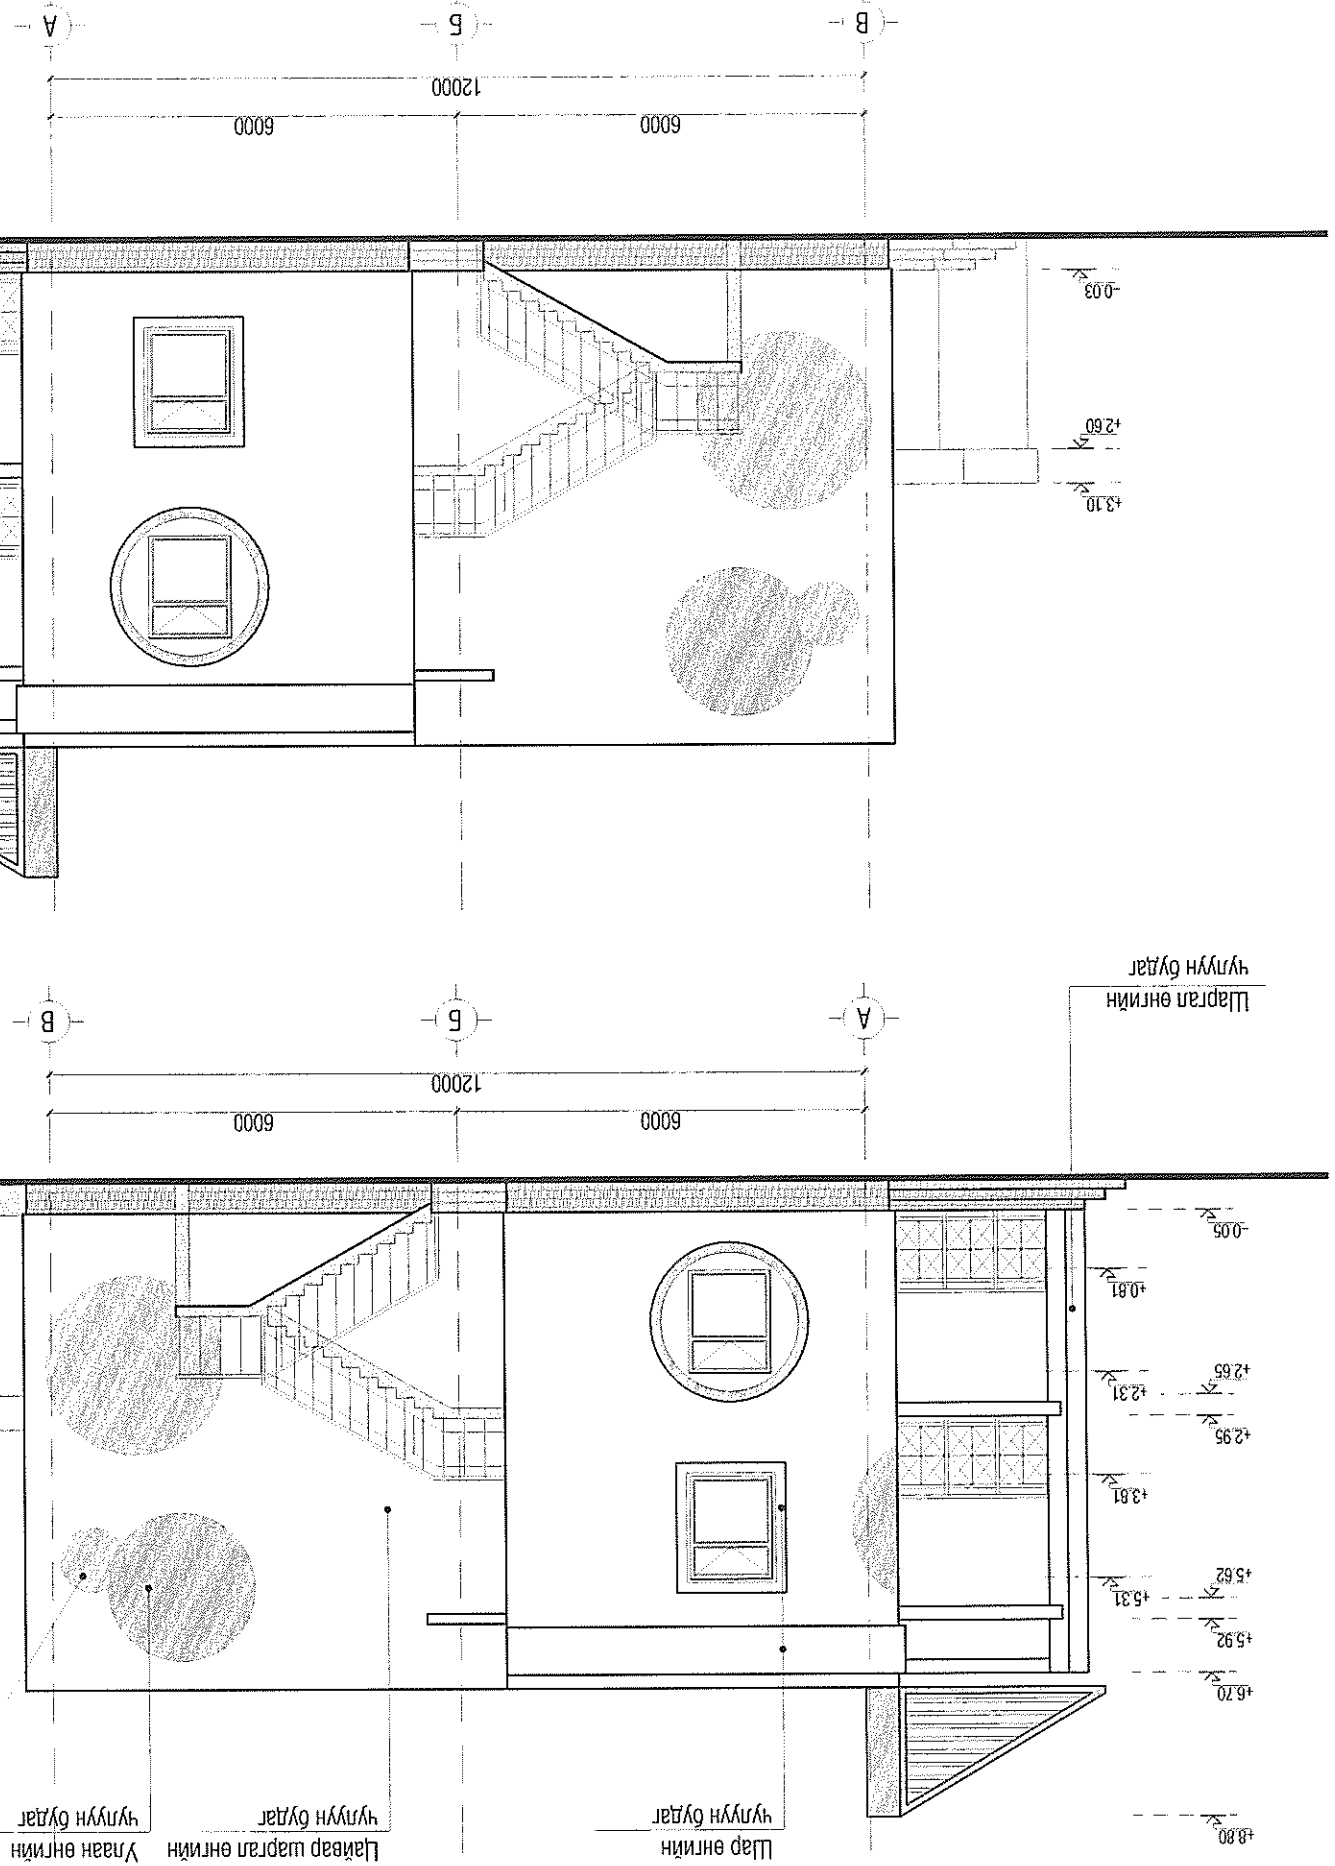 +8.80
Шар өнгийн
чулуун будаг
Цайвар шаргал өнгийн
чулуун будаг
Улаан өнгийн
чулуун будаг
+6.70
+5.92
+5.31
+5.62
+3.81
+2.95
+2.65
+2.31
+0.81
-0.05
6000
6000
12000
А
Б
В
Шаргал өнгийн
чулуун будаг
+3.10
+2.60
-0.03
6000
6000
12000
В
Б
А